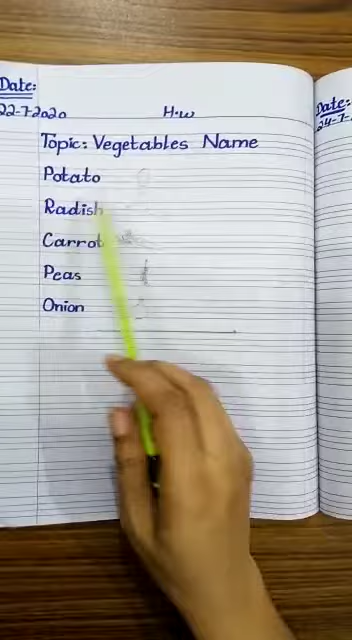 Date:
22-7-2020 H.W
Topic: Vegetables Name
Potato
Radish
Carrot
Peas
Onion
Date:
24-7-